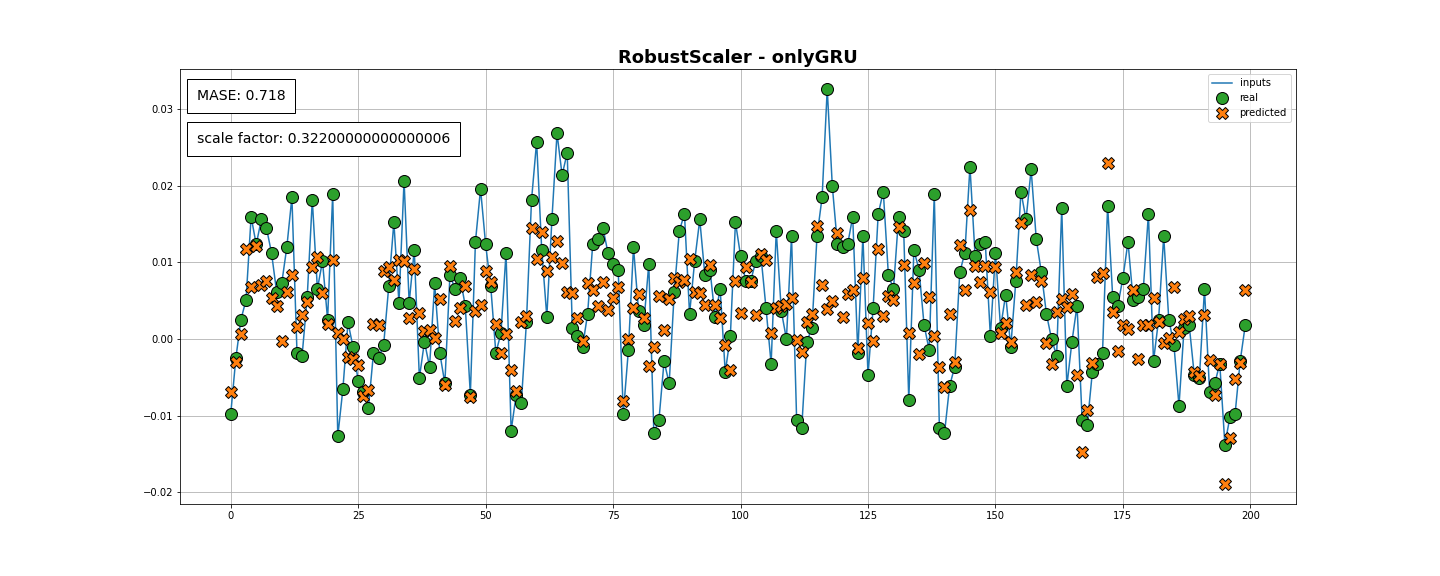 RobustScaler - onlyGRU
MASE: 0.718
scale factor: 0.32200000000000006
inputs
real
predicted
0.03
0.02
0.01
0.00
−0.01
−0.02
0 25 50 75 100 125 150 175 200